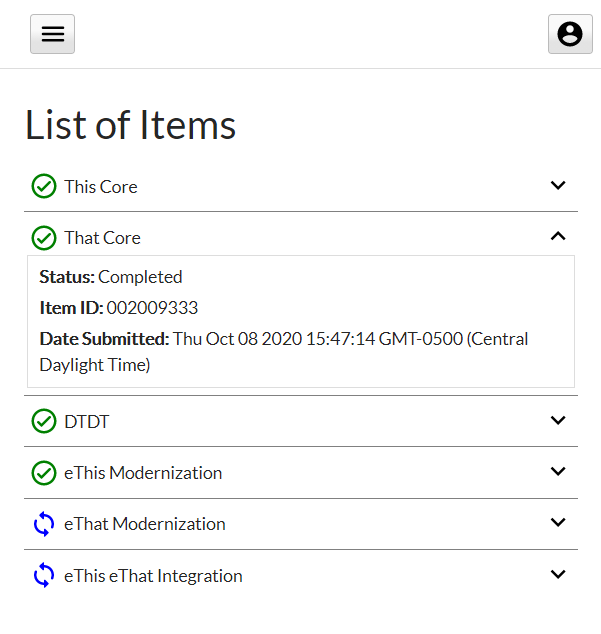 List of Items
This Core
That Core
Status: Completed
Item ID: 002009333
Date Submitted: Thu Oct 08 2020 15:47:14 GMT-0500 (Central
Daylight Time)
DTDT
eThis Modernization
eThat Modernization
eThis eThat Integration